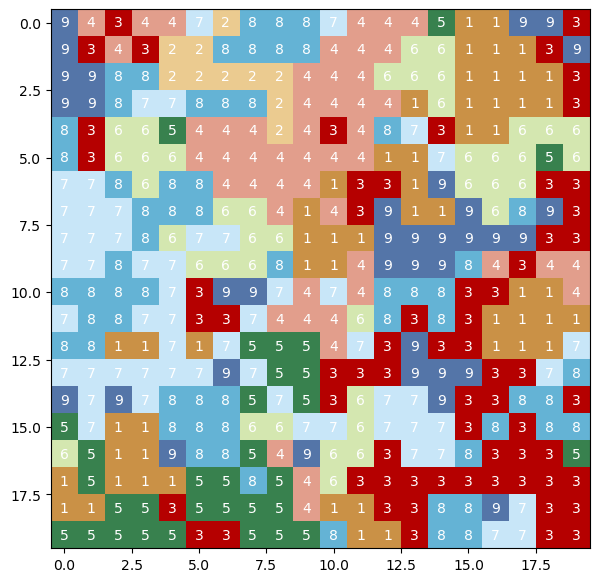 0.0 9 4 3 4 4 7 2 8 8 8 7 4 4 4 5 1 1 9 9 3
9 3 4 3 2 2 8 8 8 8 4 4 4 6 6 1 1 1 3 9
9 9 8 8 2 2 2 2 2 4 4 4 6 6 6 1 1 1 1 3
2.5
9 9 8 7 7 8 8 8 2 4 4 4 4 1 6 1 1 1 1 3
8 3 6 6 5 4 4 4 2 4 3 4 8 7 3 1 1 6 6 6
5.0 8 3 6 6 6 4 4 4 4 4 4 4 1 1 7 6 6 6 5 6
7 7 8 6 8 8 4 4 4 4 1 3 3 1 9 6 6 6 3 3
7 7 7 8 8 8 6 6 4 1 4 3 9 1 1 9 6 8 9 3
7.5
7 7 7 8 6 7 7 6 6 1 1 1 9 9 9 9 9 9 3 3
7 7 8 7 7 6 6 6 8 1 1 4 9 9 9 8 4 3 4 4
10.0 8 8 8 8 7 3 9 9 7 4 7 4 8 8 8 3 3 1 1 4
7 8 8 7 7 3 3 7 4 4 4 6 8 3 8 3 1 1 1 1
8 8 1 1 7 1 7 5 5 5 4 7 3 9 3 3 1 1 1 7
12.5
7 7 7 7 7 7 9 7 5 5 3 3 3 9 9 9 3 3 7 8
9 7 9 7 8 8 8 5 7 5 3 6 7 7 9 3 3 8 8 3
15.0 5 7 1 1 8 8 8 6 6 7 7 6 7 7 7 3 8 3 8 8
6 5 1 1 9 8 8 5 4 9 6 6 3 7 7 8 3 3 3 5
1 5 1 1 1 5 5 8 5 4 6 3 3 3 3 3 3 3 3 3
17.5
1 1 5 5 3 5 5 5 5 4 1 1 3 3 8 8 9 7 3 3
5 5 5 5 5 3 3 5 5 5 8 1 1 3 8 8 7 7 3 3
0.0 2.5 5.0 7.5 10.0 12.5 15.0 17.5